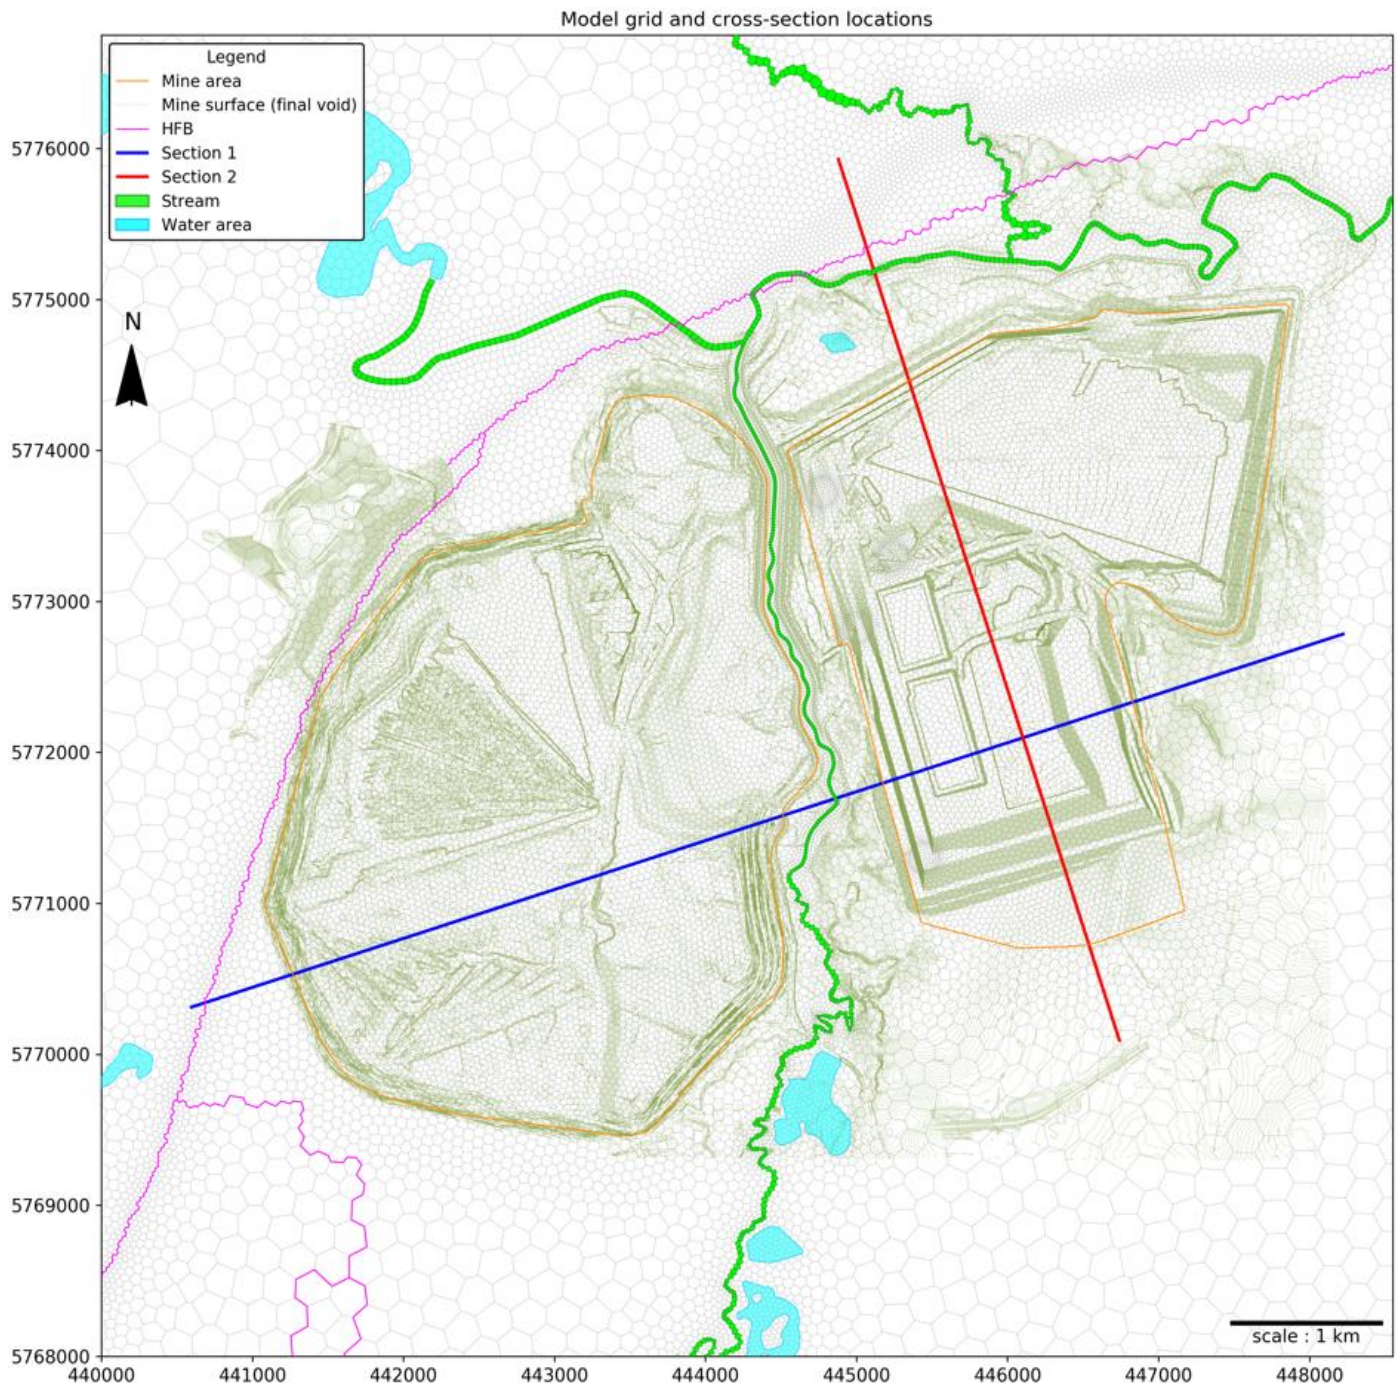 Model grid and cross-section locations
Legend
Mine area
Mine surface (final void)
HFB
Section 1
Section 2
Stream
Water area
5776000
5775000
N
5774000
5773000
5772000
5771000
5770000
5769000
scale : 1 km
5768000
440000 441000 442000 443000 444000 445000 446000 447000 448000